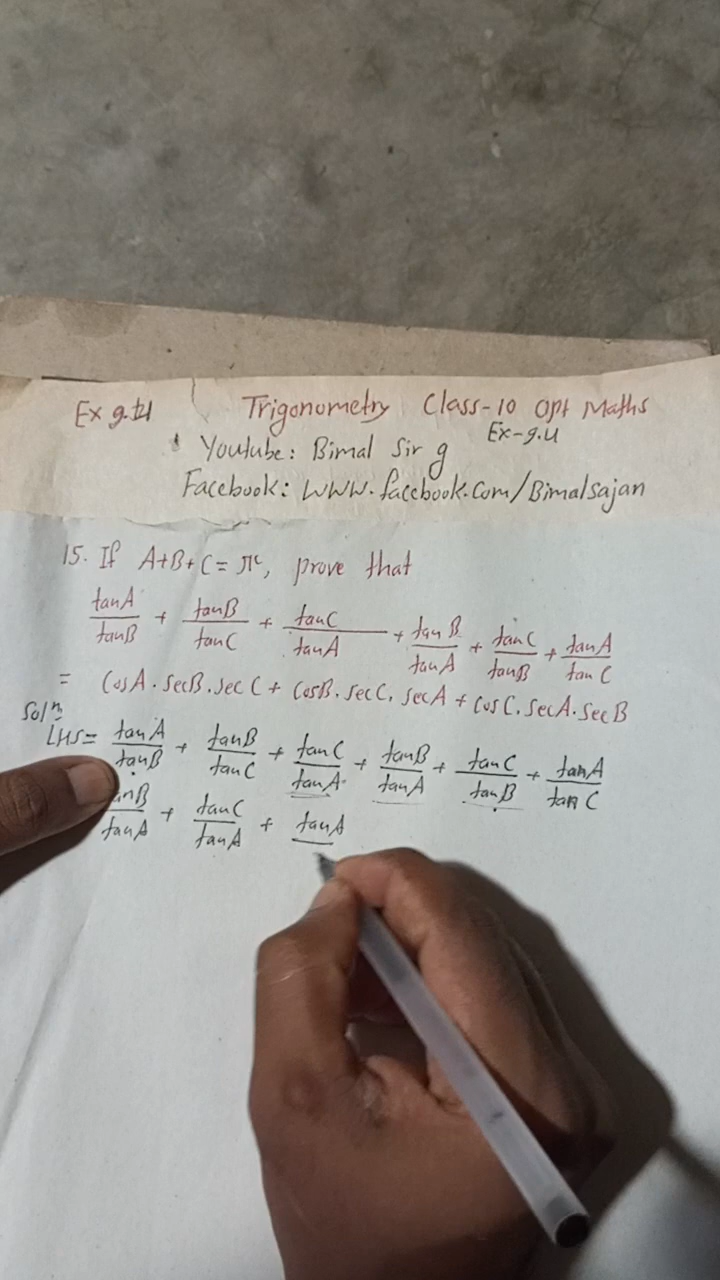 Ex 9.4 Trigonometry Class-10 Opt Maths
Ex-9.4
Youtube: Bimal Sir g
Facebook: WWW.facebook.com/Bimalsajan
15. If A+B+C = π^c, prove that
tanA/tanB + tanB/tanC + tanC/tanA + tanB/tanA + tanC/tanB + tanA/tanC
= CosA.SecB.Sec C + CosB.SecC.SecA + CosC.SecA.SecB
Solⁿ
LHS = tanA/tanB + tanB/tanC + tanC/tanA + tanB/tanA + tanC/tanB + tanA/tanC
anB/tanA + tanC/tanA + tanA